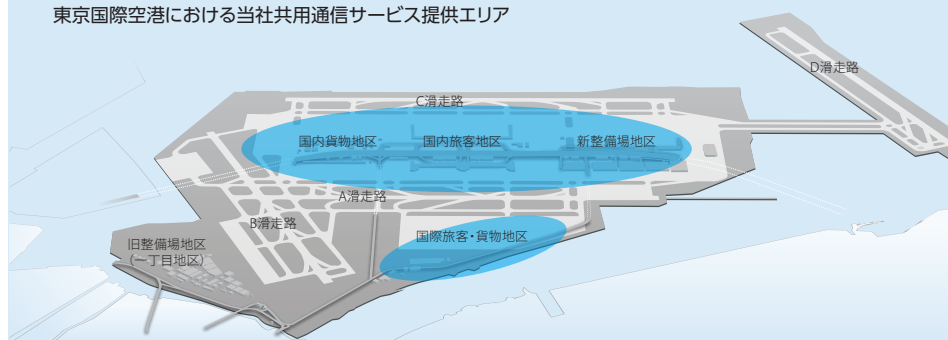 東京国際空港における当社共用通信サービス提供エリア
D滑走路
C滑走路
国内貨物地区
国内旅客地区
新整備場地区
A滑走路
B滑走路
国際旅客・貨物地区
旧整備場地区
(一丁目地区)